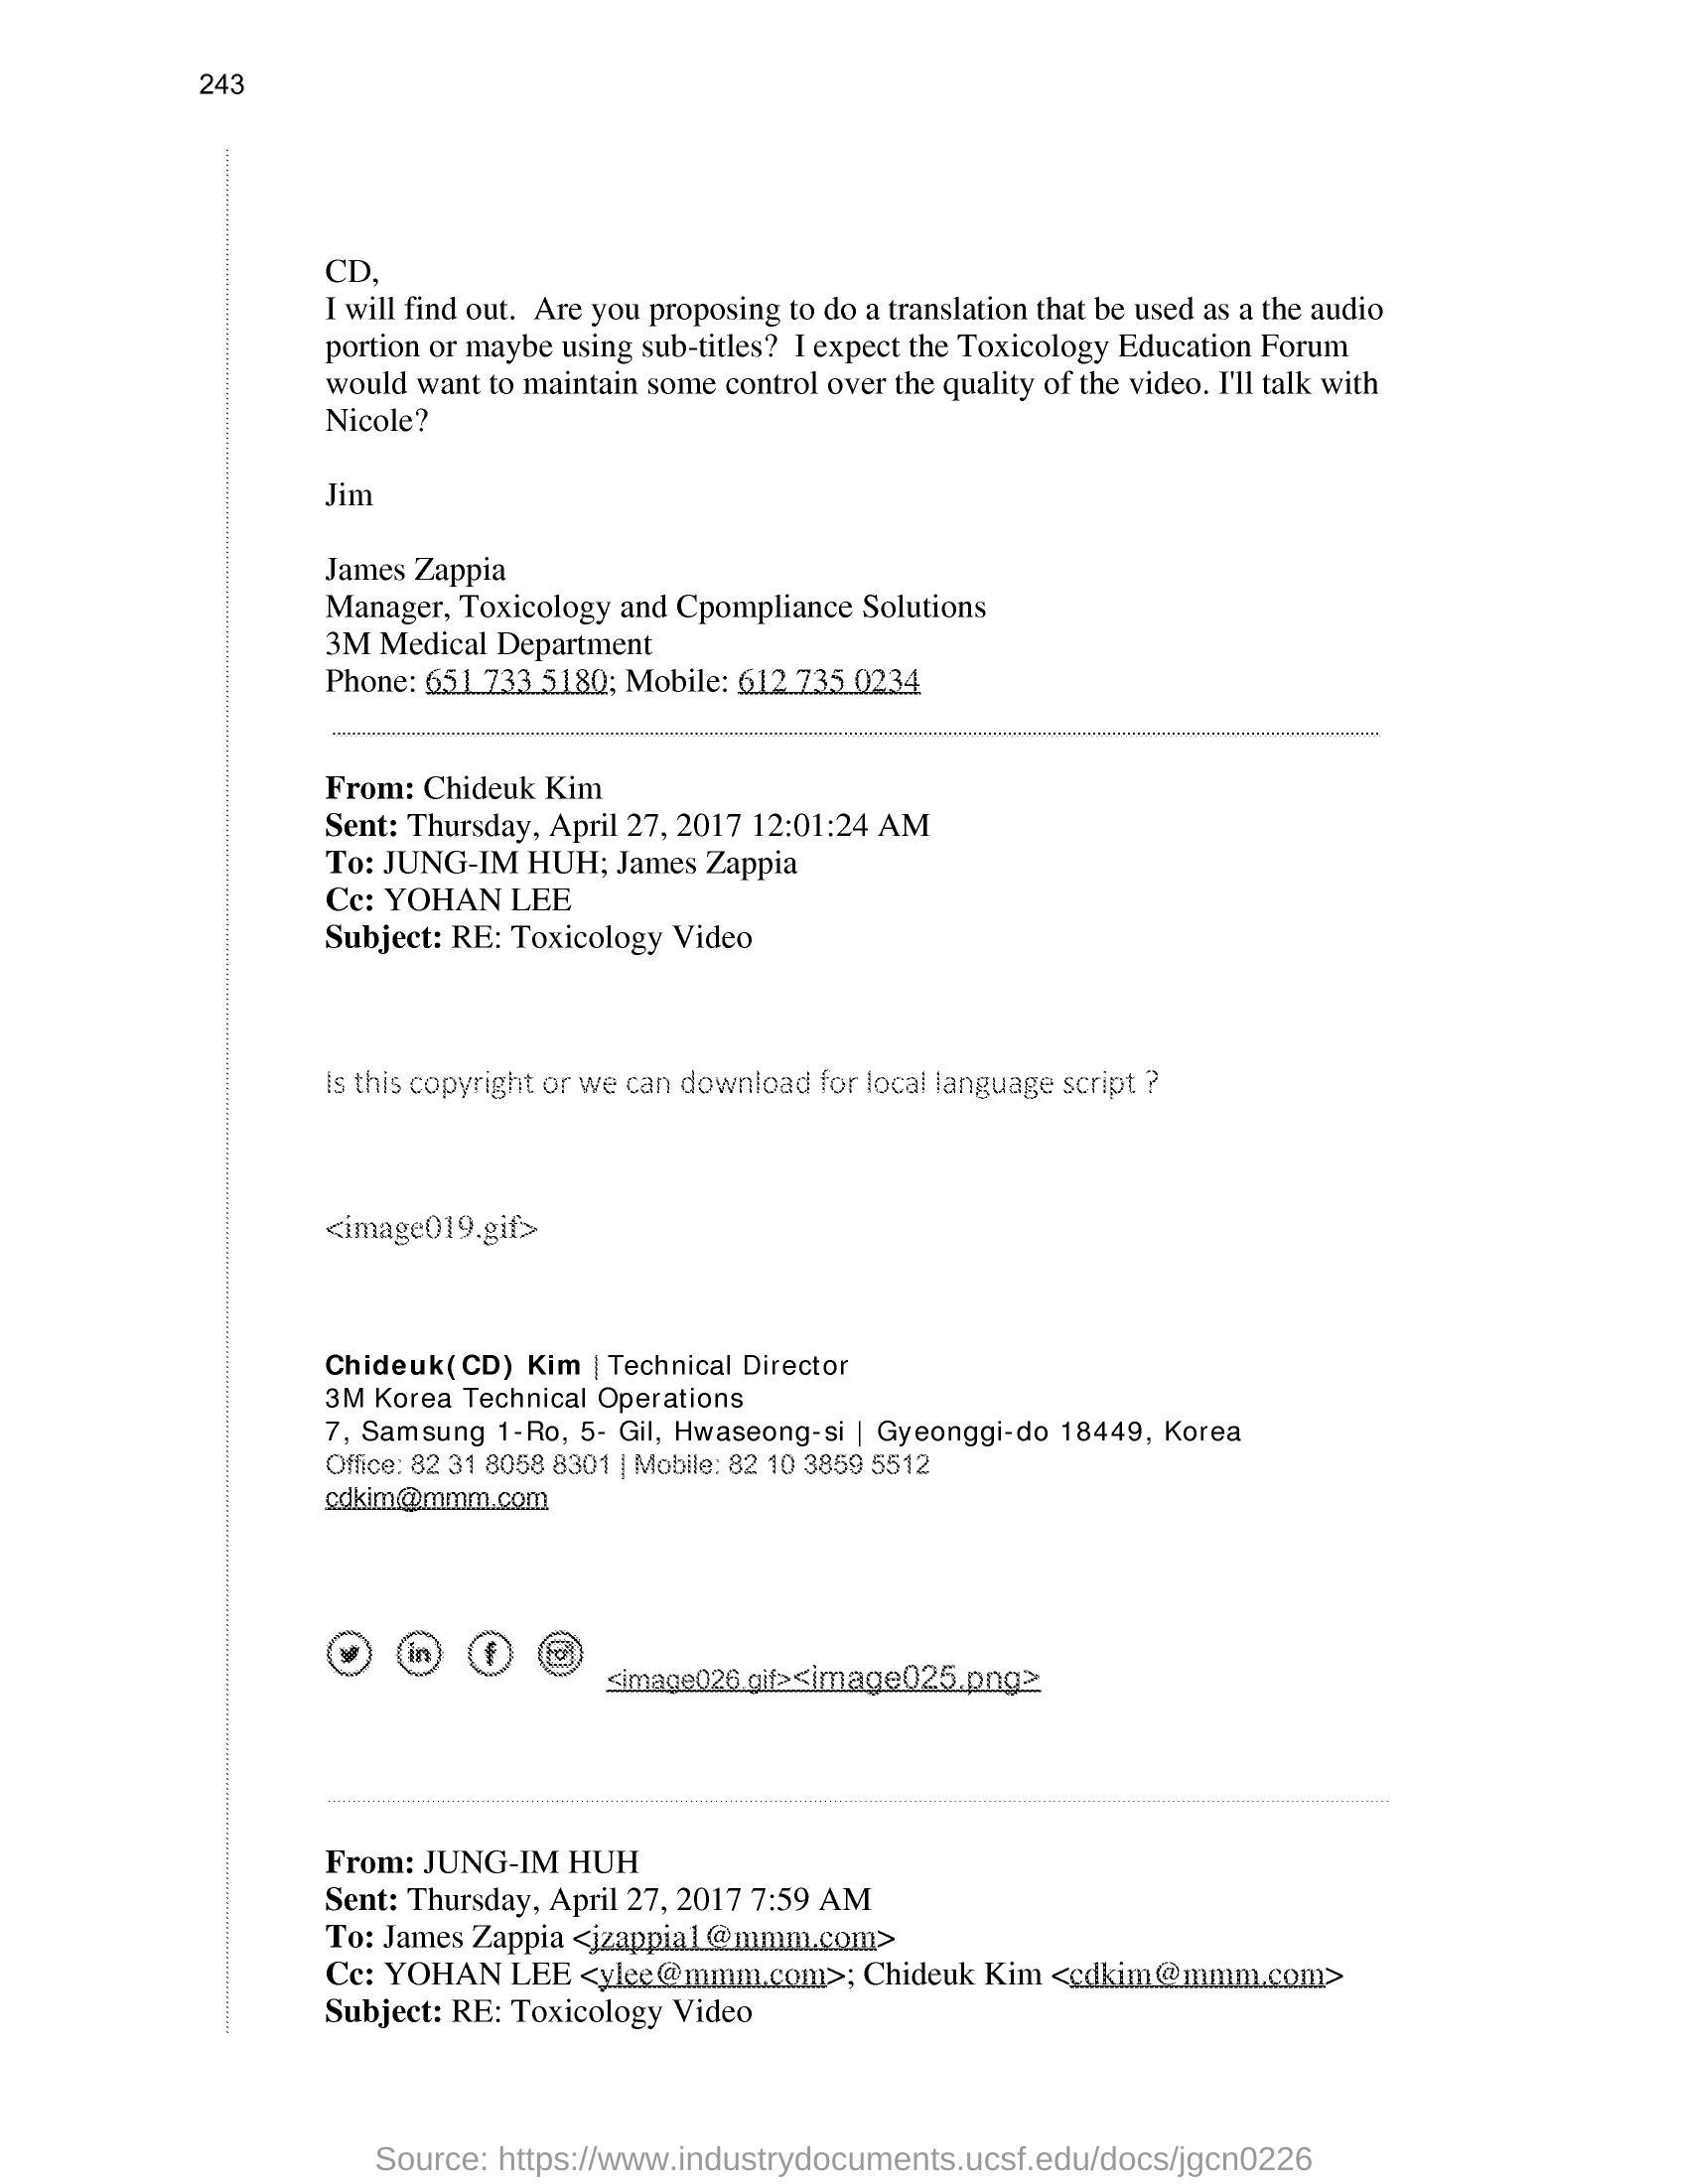 243
CD,
I will find out.  Are you proposing to do a translation that be used as a the audio
portion or maybe using sub-titles?  I expect the Toxicology Education Forum
would want to maintain some control over the quality of the video. I'll talk with
Nicole?
Jim
James Zappia
Manager, Toxicology and Cpompliance Solutions
3M Medical Department
Phone: 651 733 5180; Mobile: 612 735 0234
From: Chideuk Kim
Sent: Thursday, April 27, 2017 12:01:24 AM
To: JUNG-IM HUH; James Zappia
Cc: YOHAN LEE
Subject: RE: Toxicology Video
Is this copyright or we can download for local language script ?
<image019.gif>
Chideuk(CD) Kim | Technical Director
3M Korea Technical Operations
7, Samsung 1-Ro, 5- Gil, Hwaseong-si | Gyeonggi-do 18449, Korea
Office: 82 31 8058 8301 | Mobile: 82 10 3859 5512
cdkim@mmm.com
in f <image026.gif><image025.png>
From: JUNG-IM HUH
Sent: Thursday, April 27, 2017 7:59 AM
To: James Zappia <jzappia1@mmm.com>
Cc: YOHAN LEE <ylee@mmm.com>; Chideuk Kim <cdkim@mmm.com>
Subject: RE: Toxicology Video
Source: https://www.industrydocuments.ucsf.edu/docs/jgcn0226